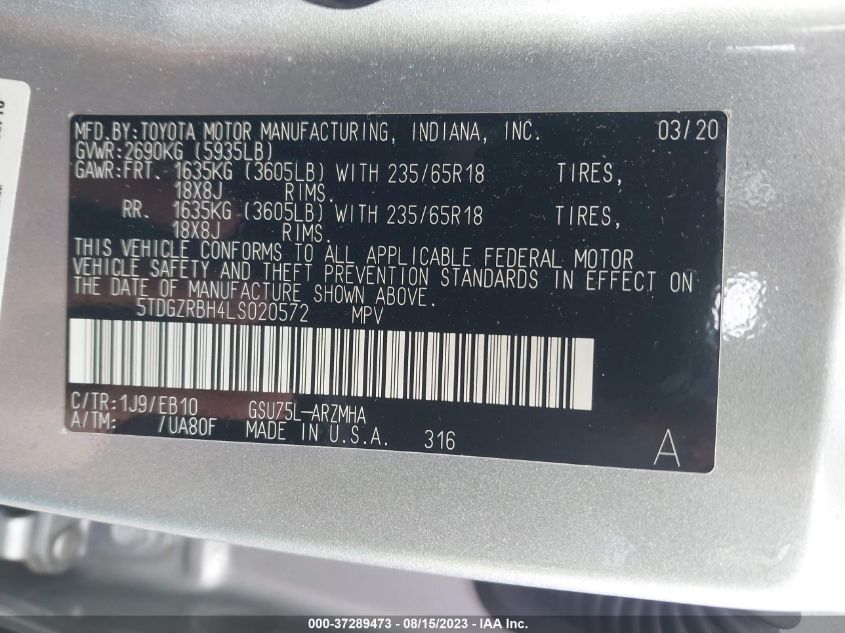 MFD.BY:TOYOTA MOTOR MANUFACTURING, INDIANA, INC. 03/20
GVWR:2690KG (5935LB)
GAWR:FRT. 1635KG (3605LB) WITH 235/65R18 TIRES,
18X8J RIMS.
RR. 1635KG (3605LB) WITH 235/65R18 TIRES,
18X8J RIMS.
THIS VEHICLE CONFORMS TO ALL APPLICABLE FEDERAL MOTOR
VEHICLE SAFETY AND THEFT PREVENTION STANDARDS IN EFFECT ON
THE DATE OF MANUFACTURE SHOWN ABOVE.
5TDGZRBH4LS020572 MPV
C/TR:1J9/EB10 GSU75L-ARZMHA
A/TM: /UA80F MADE IN U.S.A. 316
A
000-37289473 - 08/15/2023 - IAA Inc.